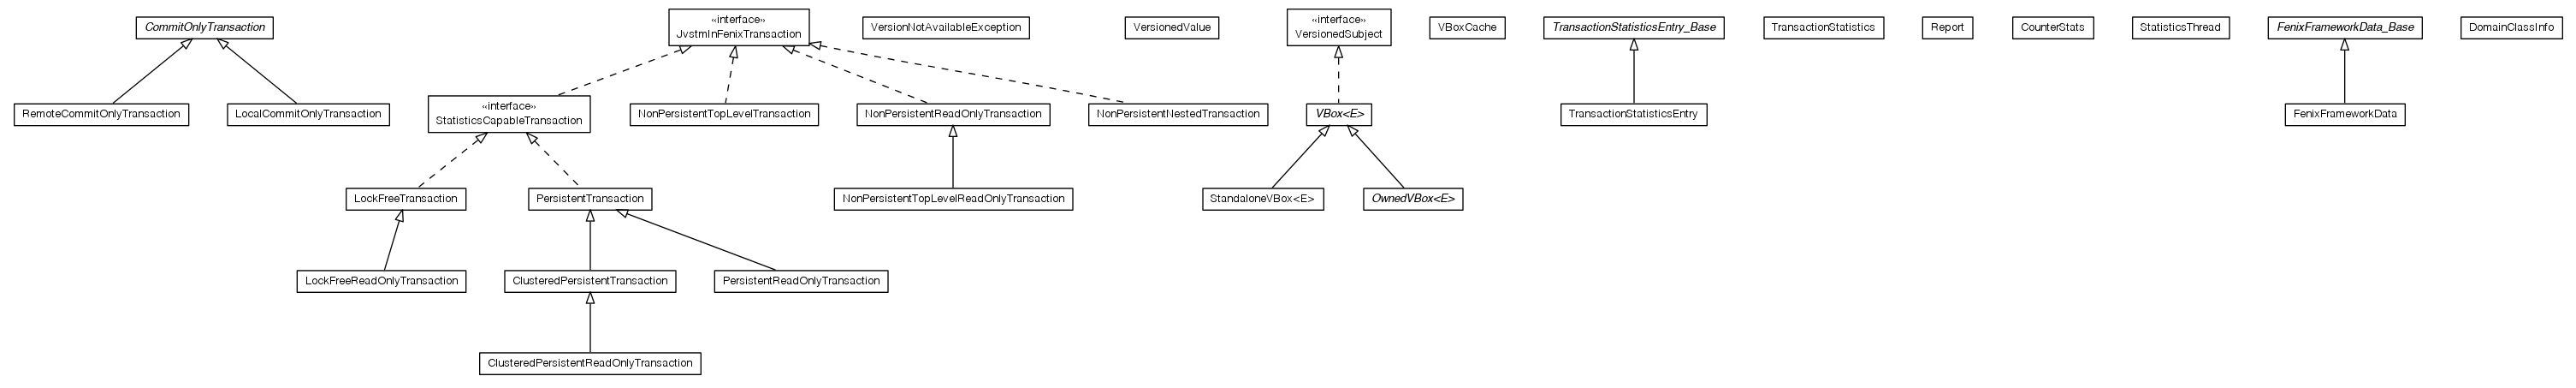 CommitOnlyTransaction
«interface»
JvstmInFenixTransaction
VersionNotAvailableException
VersionedValue
«interface»
VersionedSubject
VBoxCache
TransactionStatisticsEntry_Base
TransactionStatistics
Report
CounterStats
StatisticsThread
FenixFrameworkData_Base
DomainClassInfo
RemoteCommitOnlyTransaction
LocalCommitOnlyTransaction
«interface»
StatisticsCapableTransaction
NonPersistentTopLevelTransaction
NonPersistentReadOnlyTransaction
NonPersistentNestedTransaction
VBox<E>
TransactionStatisticsEntry
FenixFrameworkData
LockFreeTransaction
PersistentTransaction
NonPersistentTopLevelReadOnlyTransaction
StandaloneVBox<E>
OwnedVBox<E>
LockFreeReadOnlyTransaction
ClusteredPersistentTransaction
PersistentReadOnlyTransaction
ClusteredPersistentReadOnlyTransaction